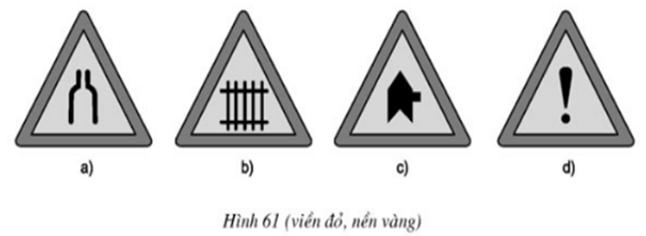 a) b) c) d)
Hình 61 (viền đỏ, nền vàng)